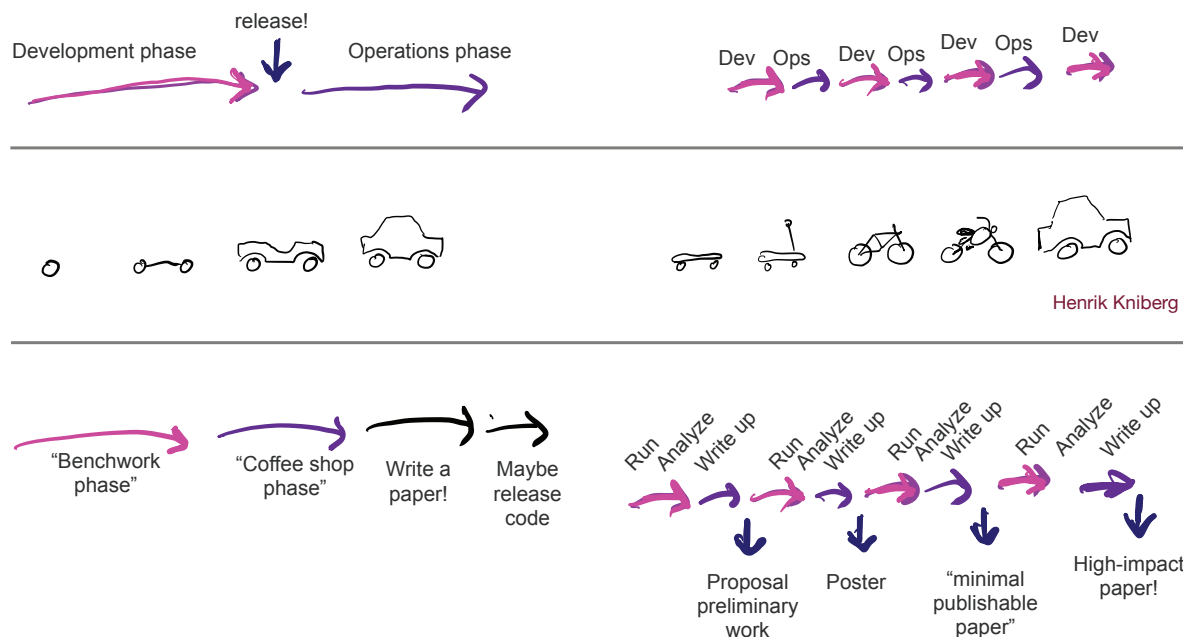 release!
Development phase
Operations phase
Dev Ops Dev Ops Dev Ops Dev
Henrik Kniberg
“Benchwork
phase”
“Coffee shop
phase”
Write a
paper!
Maybe
release
code
Run
Analyze
Write up
Run
Analyze
Write up
Run
Analyze
Write up
Run
Analyze
Write up
Proposal
preliminary
work
Poster
“minimal
publishable
paper”
High-impact
paper!